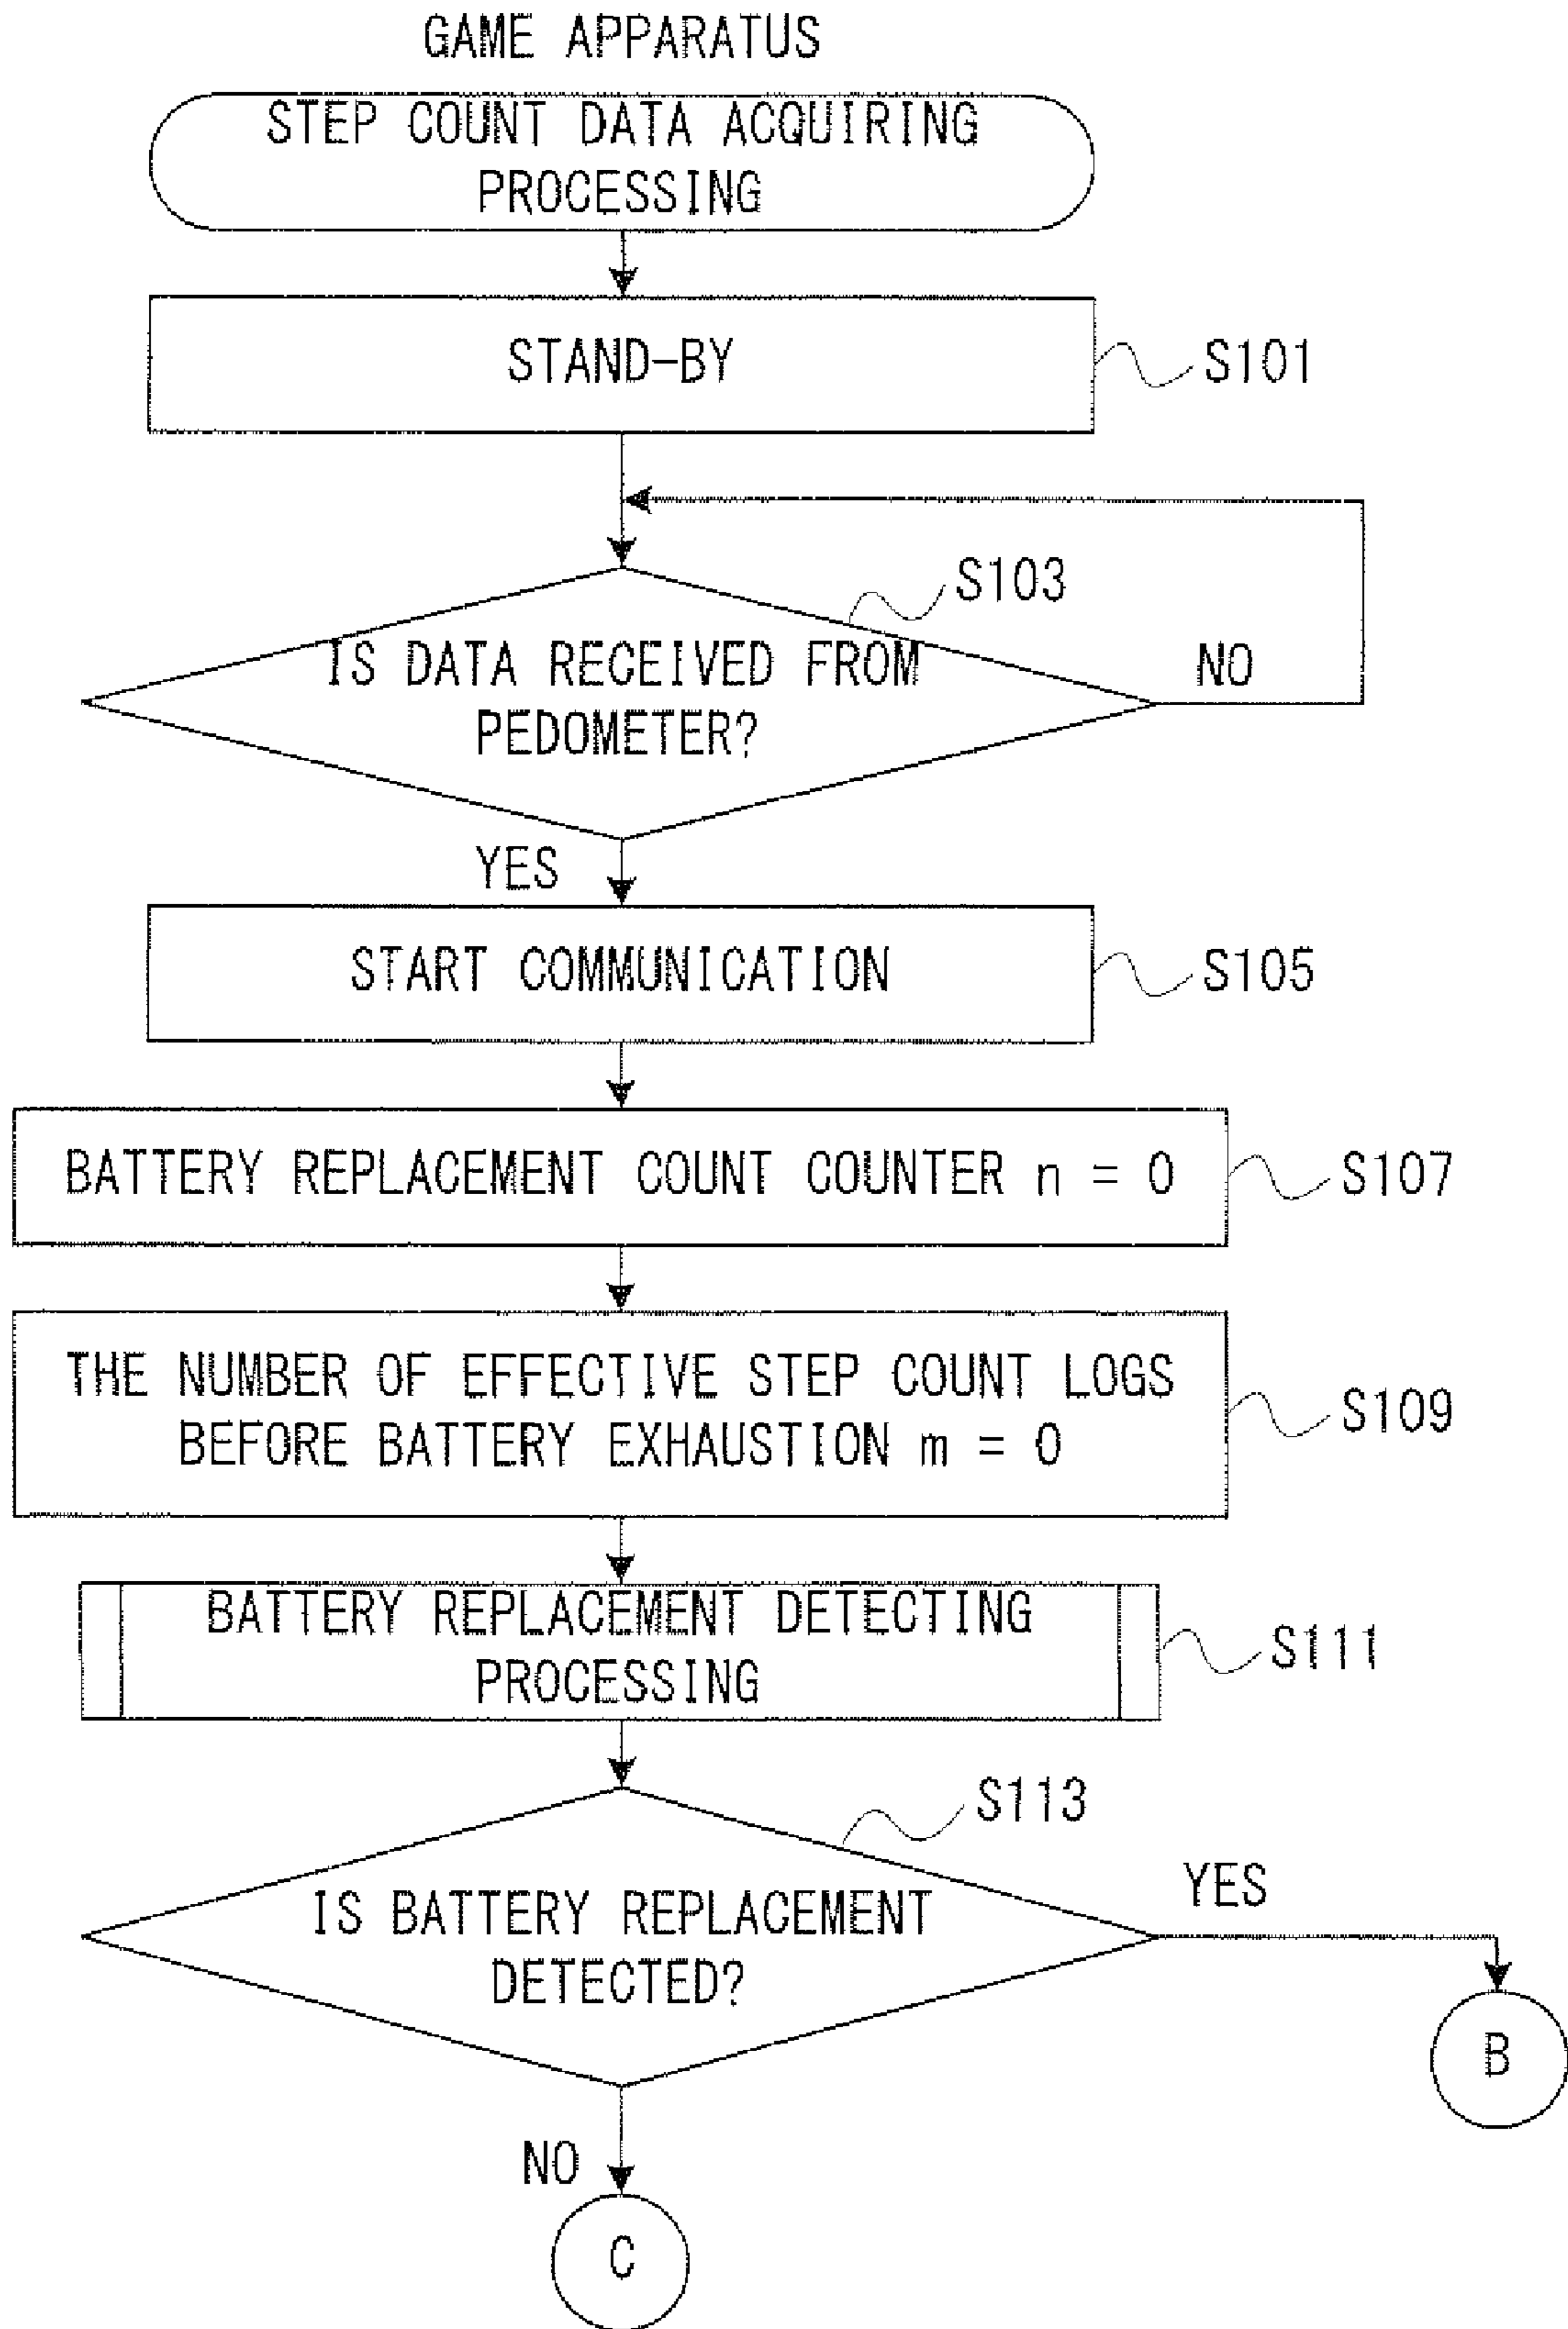 GAME APPARATUS
STEP COUNT DATA ACQUIRING
PROCESSING
STAND-BY
S101
S103
IS DATA RECEIVED FROM
PEDOMETER?
NO
YES
START COMMUNICATION
S105
BATTERY REPLACEMENT COUNT COUNTER n = 0
S107
THE NUMBER OF EFFECTIVE STEP COUNT LOGS
BEFORE BATTERY EXHAUSTION m = 0
S109
BATTERY REPLACEMENT DETECTING
PROCESSING
S111
S113
IS BATTERY REPLACEMENT
DETECTED?
YES
B
NO
C